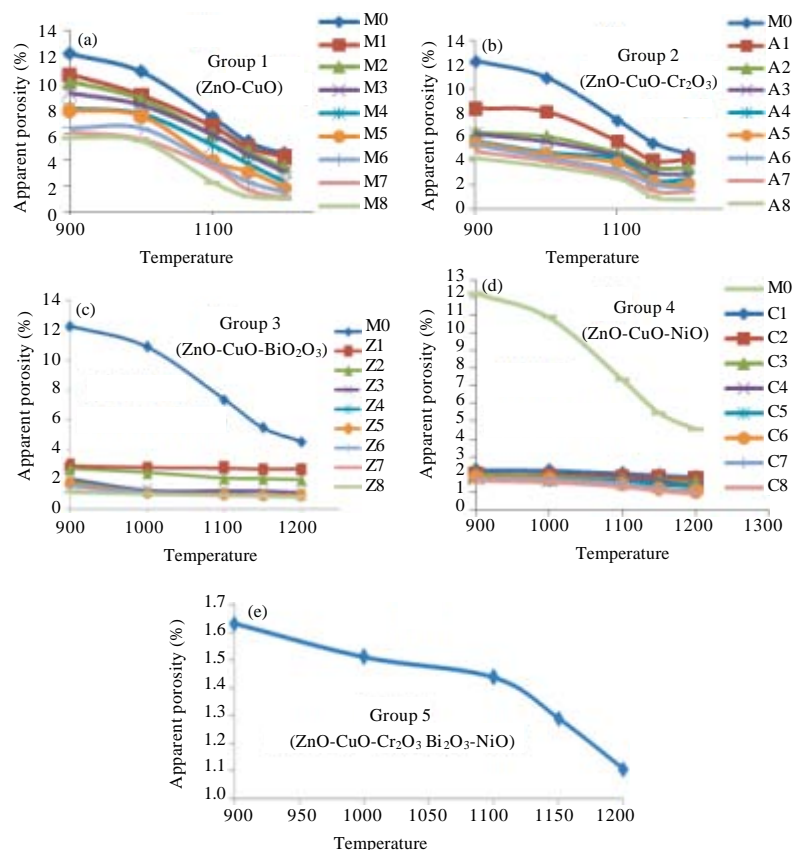 14
12
10
8
6
4
2
0
Apparent porosity (%)
(a)
Group 1
(ZnO-CuO)
900
1100
Temperature
M0
M1
M2
M3
M4
M5
M6
M7
M8
14
12
10
8
6
4
2
0
Apparent porosity (%)
(b)
Group 2
(ZnO-CuO-Cr₂O₃)
900
1100
Temperature
M0
A1
A2
A3
A4
A5
A6
A7
A8
14
12
10
8
6
4
2
0
Apparent porosity (%)
(c)
Group 3
(ZnO-CuO-BiO₂O₃)
900
1000
1100
1200
Temperature
M0
Z1
Z2
Z3
Z4
Z5
Z6
Z7
Z8
13
12
11
10
9
8
7
6
5
4
3
2
1
0
Apparent porosity (%)
(d)
Group 4
(ZnO-CuO-NiO)
900
1000
1100
1200
1300
Temperature
M0
C1
C2
C3
C4
C5
C6
C7
C8
1.7
1.6
1.5
1.4
1.3
1.2
1.1
1.0
Apparent porosity (%)
(e)
Group 5
(ZnO-CuO-Cr₂O₃ Bi₂O₃-NiO)
900
950
1000
1050
1100
1150
1200
Temperature